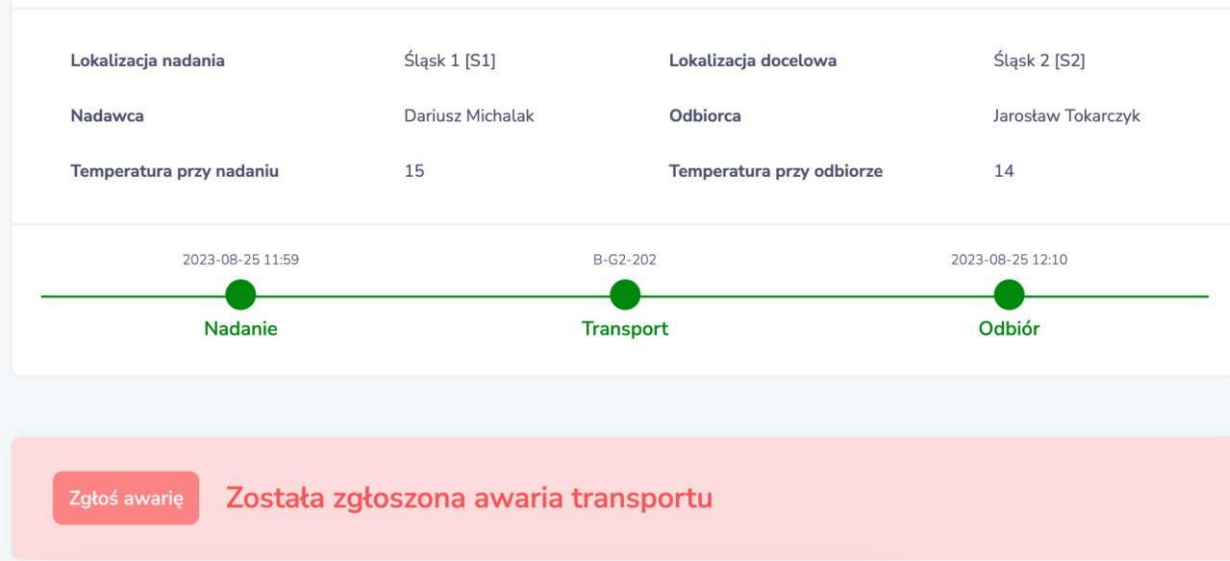 Lokalizacja nadania Śląsk 1 [S1] Lokalizacja docelowa Śląsk 2 [S2]
Nadawca Dariusz Michalak Odbiorca Jarosław Tokarczyk
Temperatura przy nadaniu 15 Temperatura przy odbiorze 14
2023-08-25 11:59 B-G2-202 2023-08-25 12:10
Nadanie Transport Odbiór
Zgłoś awarię Została zgłoszona awaria transportu